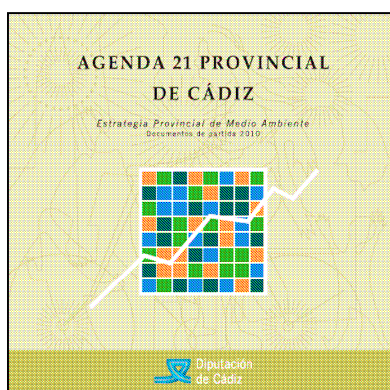 AGENDA 21 PROVINCIAL
DE CÁDIZ
Estrategia Provincial de Medio Ambiente
Documentos de partida 2010
Diputación
de Cádiz